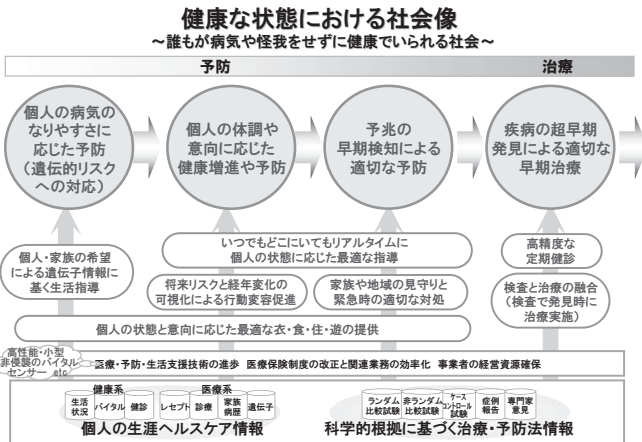 健康な状態における社会像
～誰もが病気や怪我をせずに健康でいられる社会～
予防
治療
個人の病気の
なりやすさに
応じた予防
（遺伝的リスク
への対応）
個人の体調や
意向に応じた
健康増進や予防
予兆の
早期検知による
適切な予防
疾病の超早期
発見による適切な
早期治療
個人・家族の希望
による遺伝子情報に
基く生活指導
いつでもどこにいてもリアルタイムに
個人の状態に応じた最適な指導
将来リスクと経年変化の
可視化による行動変容促進
家族や地域の見守りと
緊急時の適切な対処
高精度な
定期健診
検査と治療の融合
（検査で発見時に
治療実施）
個人の状態と意向に応じた最適な衣・食・住・遊の提供
高性能・小型
非侵襲のバイタル
センサー etc
医療・予防・生活支援技術の進歩 医療保険制度の改正と関連業務の効率化 事業者の経営資源確保
健康系
医療系
生活
状況
バイタル
健診
レセプト
診療
家族
病歴
遺伝子
個人の生涯ヘルスケア情報
ランダム
比較試験
非ランダム
比較試験
ケース
コントロール
試験
症例
報告
専門家
意見
科学的根拠に基づく治療・予防法情報